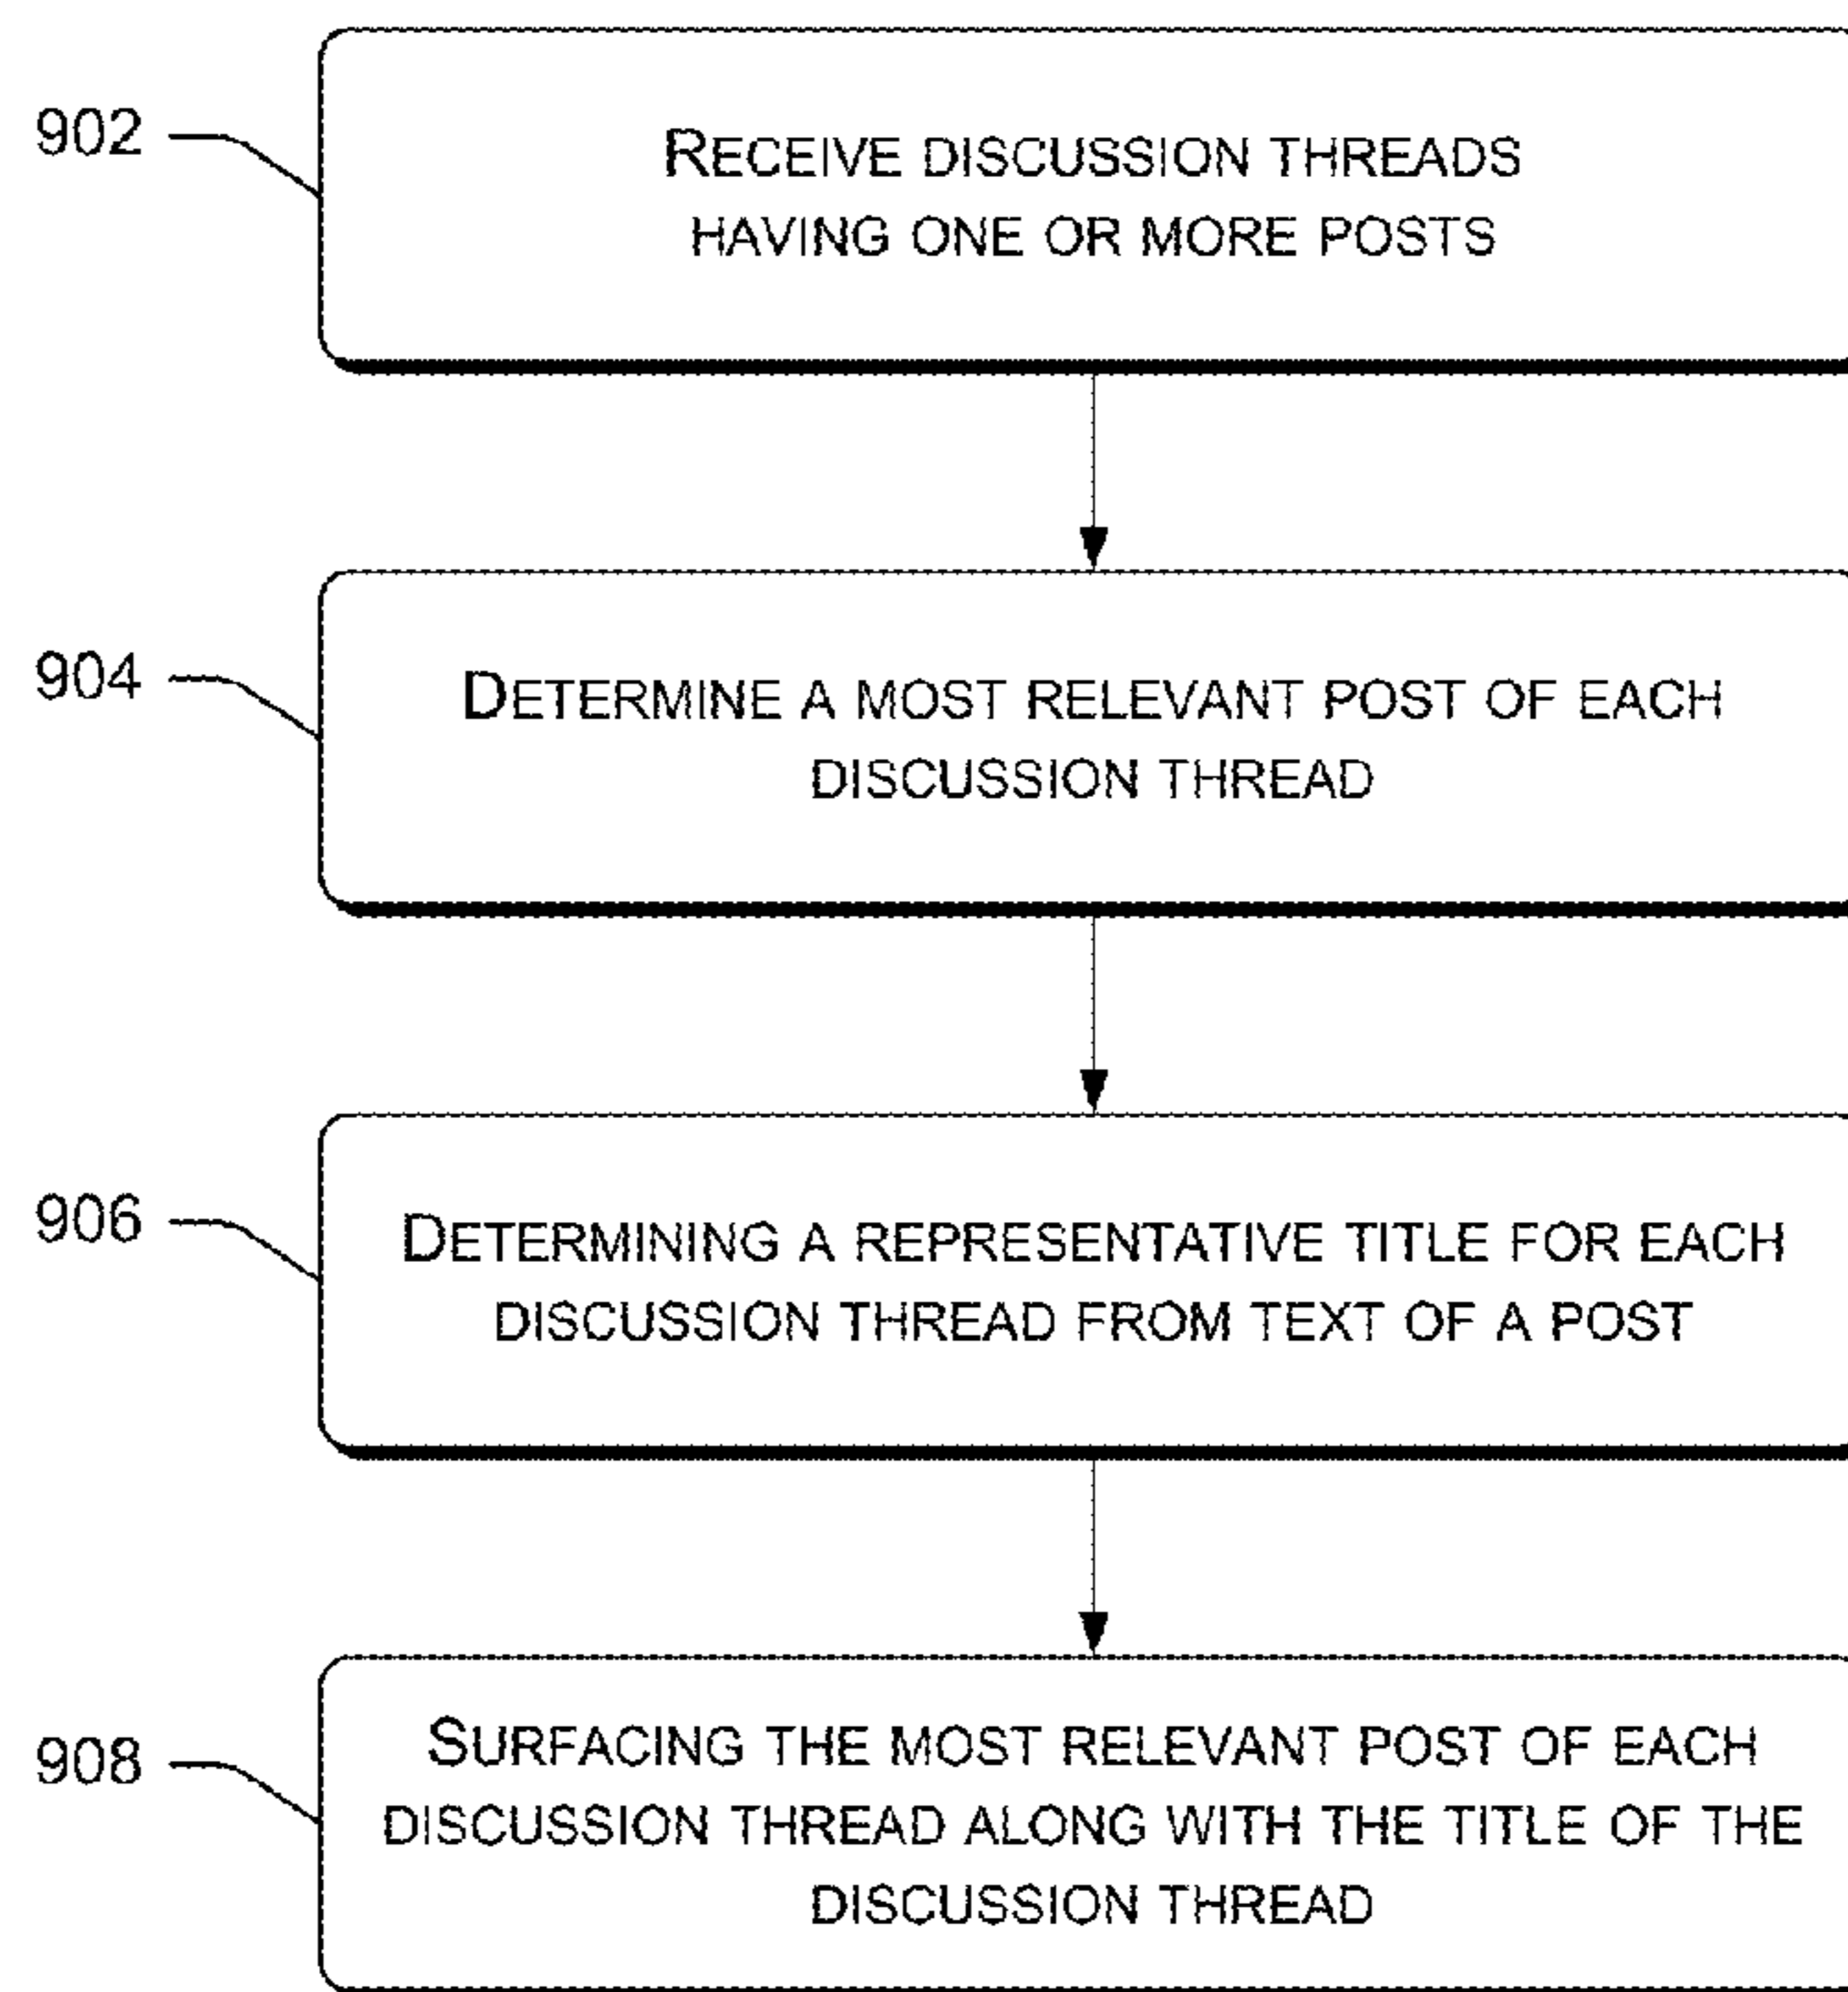 902
RECEIVE DISCUSSION THREADS
HAVING ONE OR MORE POSTS
904
DETERMINE A MOST RELEVANT POST OF EACH
DISCUSSION THREAD
906
DETERMINING A REPRESENTATIVE TITLE FOR EACH
DISCUSSION THREAD FROM TEXT OF A POST
908
SURFACING THE MOST RELEVANT POST OF EACH
DISCUSSION THREAD ALONG WITH THE TITLE OF THE
DISCUSSION THREAD